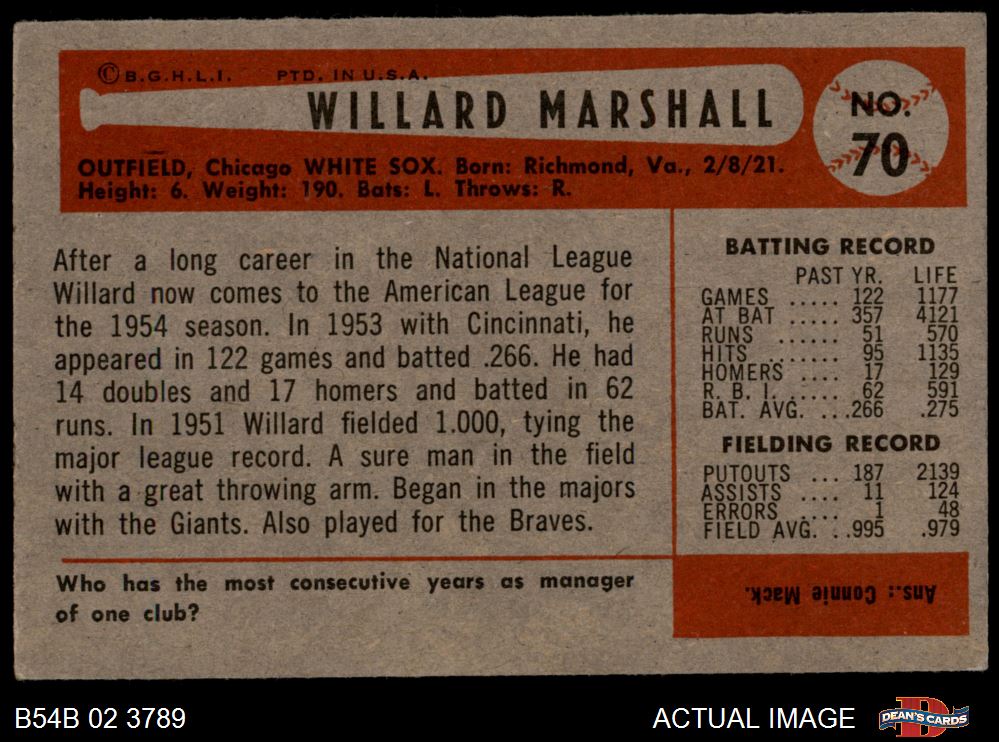 © B.G.H.L.I. PTD. IN U.S.A.
WILLARD MARSHALL
NO.
70
OUTFIELD, Chicago WHITE SOX. Born: Richmond, Va., 2/8/21.
Height: 6. Weight: 190. Bats: L. Throws: R.
After a long career in the National League
Willard now comes to the American League for
the 1954 season. In 1953 with Cincinnati, he
appeared in 122 games and batted .266. He had
14 doubles and 17 homers and batted in 62
runs. In 1951 Willard fielded 1.000, tying the
major league record. A sure man in the field
with a great throwing arm. Began in the majors
with the Giants. Also played for the Braves.
BATTING RECORD
PAST YR. LIFE
GAMES ..... 122 1177
AT BAT ..... 357 4121
RUNS ...... 51 570
HITS ....... 95 1135
HOMERS .... 17 129
R. B. I. ..... 62 591
BAT. AVG. ...266 .275
FIELDING RECORD
PUTOUTS ... 187 2139
ASSISTS .... 11 124
ERRORS .... 1 48
FIELD AVG. ..995 .979
Who has the most consecutive years as manager
of one club?
Ans.: Connie Mack.
B54B 02 3789
ACTUAL IMAGE
D
DEAN'S CARDS